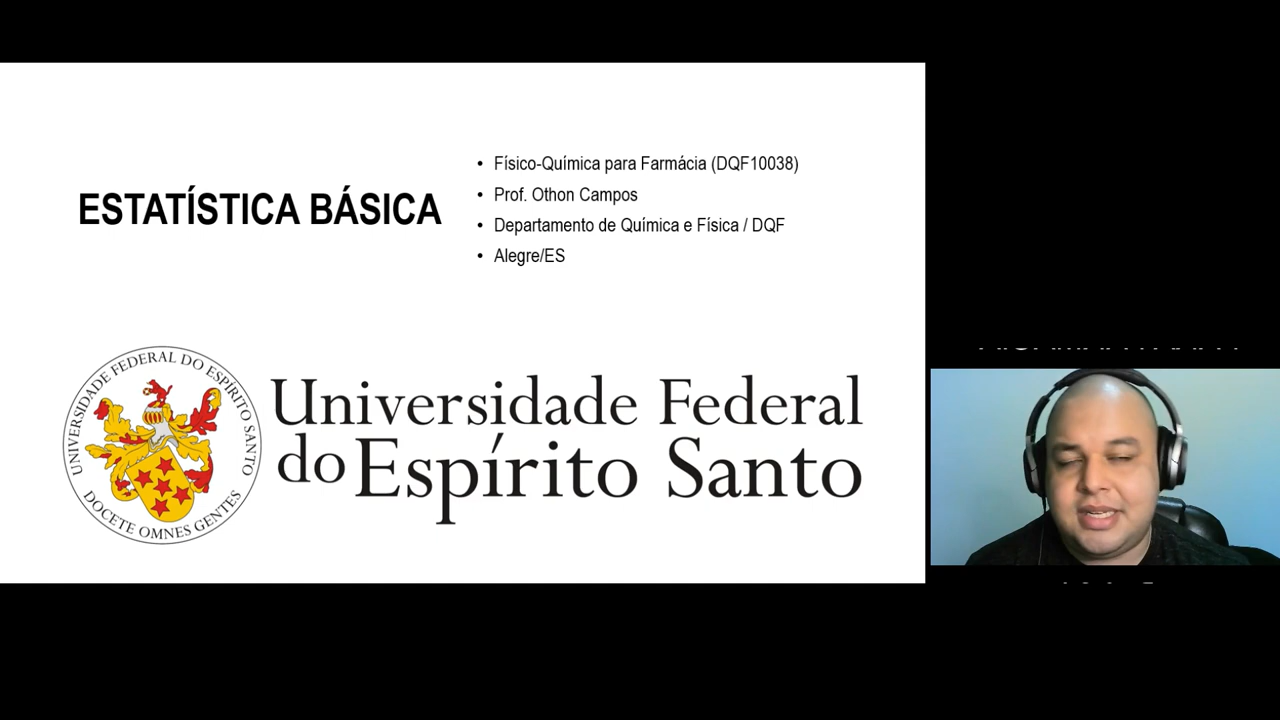 ESTATÍSTICA BÁSICA
• Físico-Química para Farmácia (DQF10038)
• Prof. Othon Campos
• Departamento de Química e Física / DQF
• Alegre/ES
UNIVERSIDADE FEDERAL DO ESPÍRITO SANTO
DOCETE OMNES GENTES
Universidade Federal
do Espírito Santo